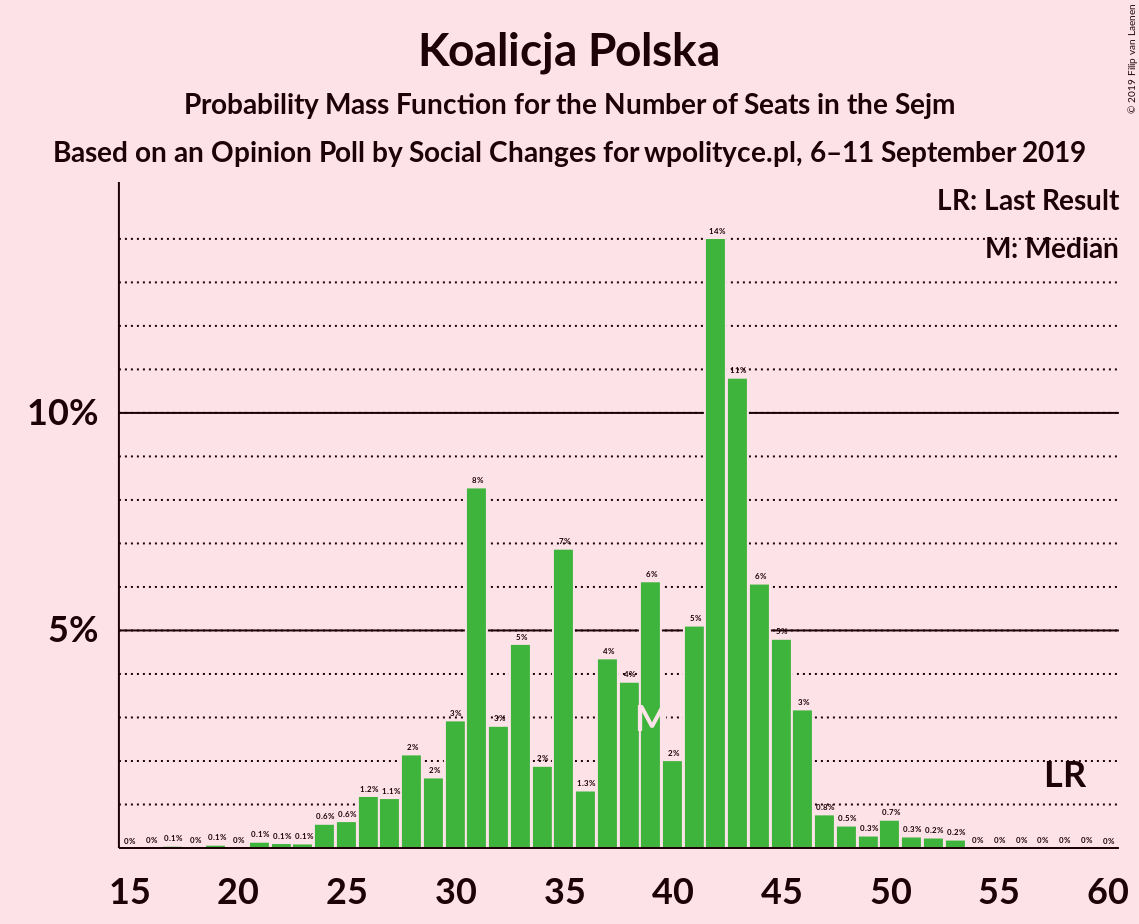 Koalicja Polska
Probability Mass Function for the Number of Seats in the Sejm
Based on an Opinion Poll by Social Changes for wpolityce.pl, 6–11 September 2019
© 2019 Filip van Laenen
LR: Last Result
M: Median
10%
5%
0% 0% 0.1% 0% 0.1% 0% 0.1% 0.1% 0.1% 0.6% 0.6% 1.2% 1.1% 2% 2% 3% 8% 3% 5% 2% 7% 1.3% 4% 4% 6% 2% 5% 14% 11% 6% 5% 3% 0.8% 0.5% 0.3% 0.7% 0.3% 0.2% 0.2% 0% 0% 0% 0% 0% 0% 0%
M
LR
15 20 25 30 35 40 45 50 55 60